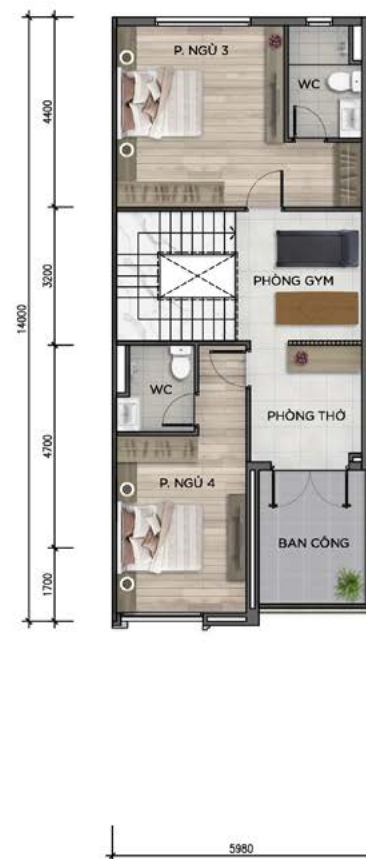 P. NGỦ 3
WC
4400
3200
PHÒNG GYM
14000
WC
PHÒNG THỜ
4700
P. NGỦ 4
BAN CÔNG
1700
5980